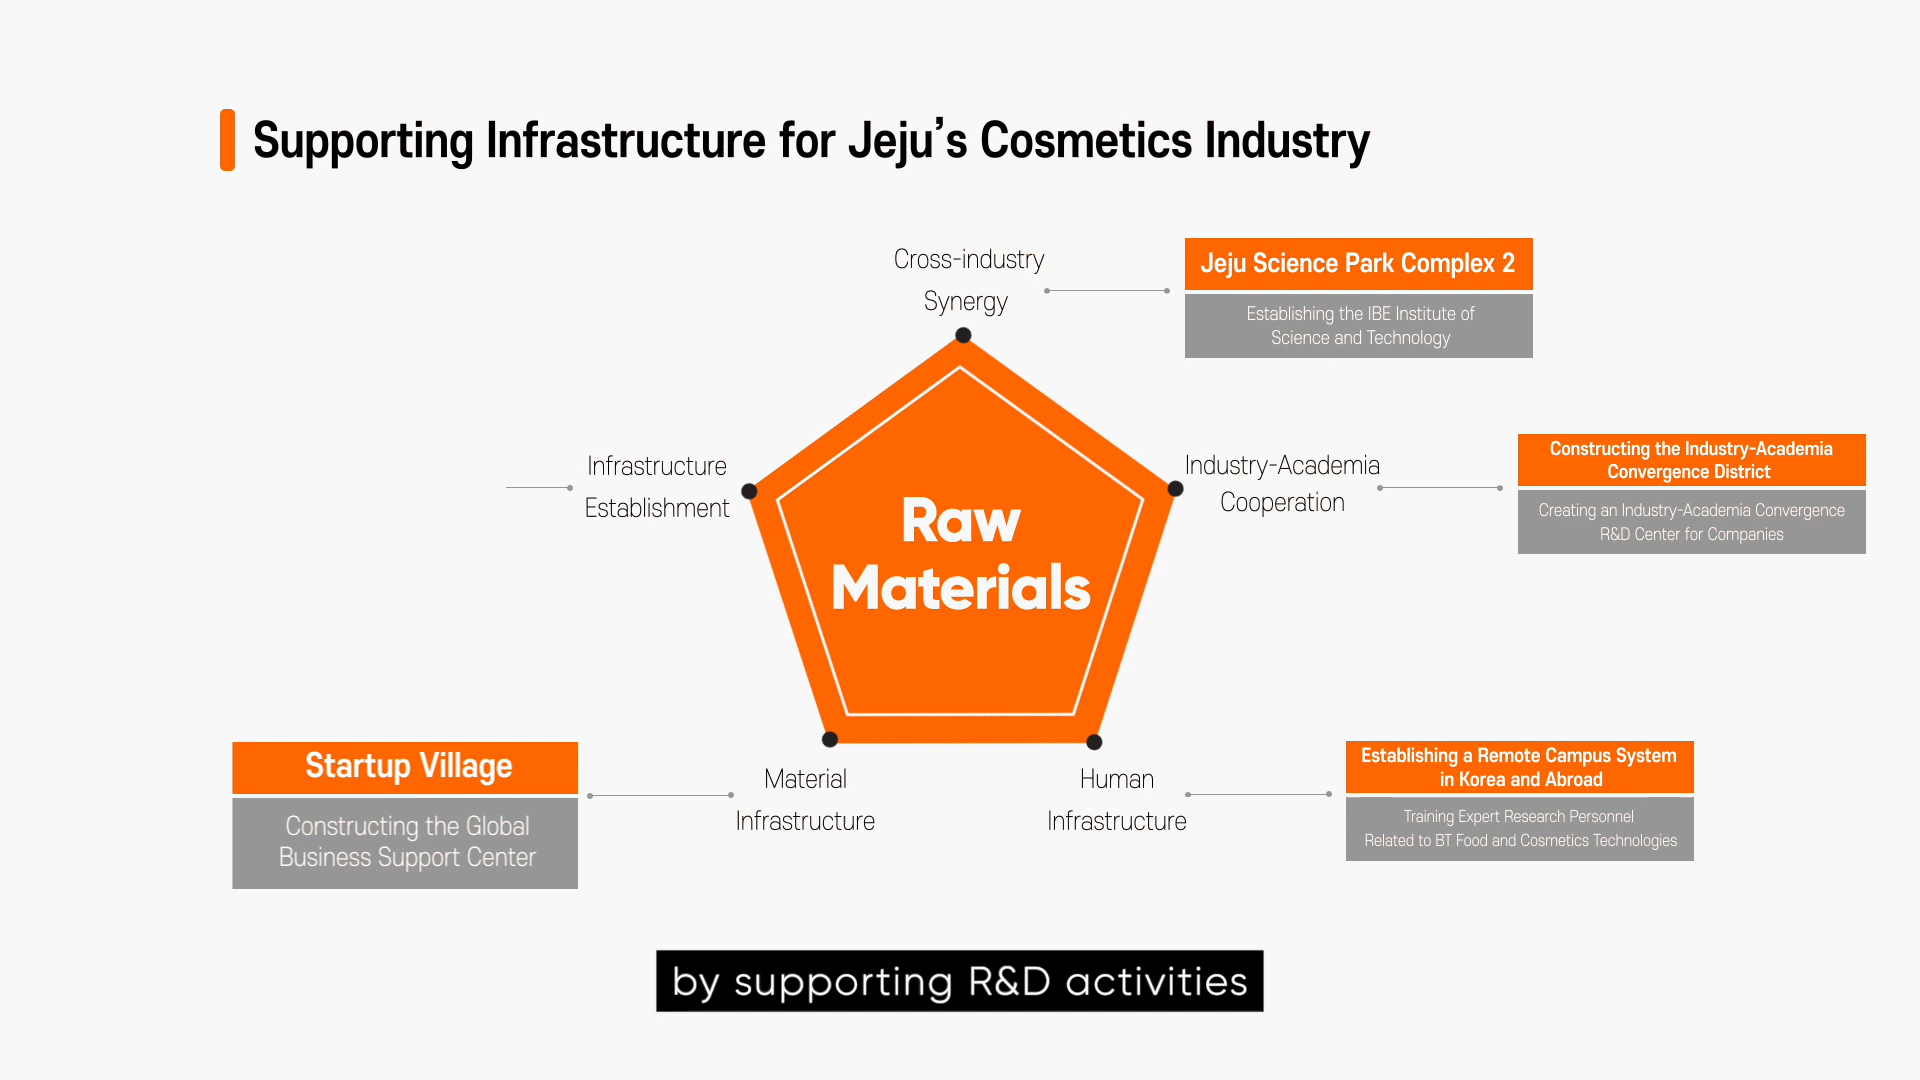 Supporting Infrastructure for Jeju’s Cosmetics Industry
Cross-industry
Synergy
Jeju Science Park Complex 2
Establishing the IBE Institute of
Science and Technology
Infrastructure
Establishment
Raw
Materials
Industry-Academia
Cooperation
Constructing the Industry-Academia
Convergence District
Creating an Industry-Academia Convergence
R&D Center for Companies
Startup Village
Constructing the Global
Business Support Center
Material
Infrastructure
Human
Infrastructure
Establishing a Remote Campus System
in Korea and Abroad
Training Expert Research Personnel
Related to BT Food and Cosmetics Technologies
by supporting R&D activities